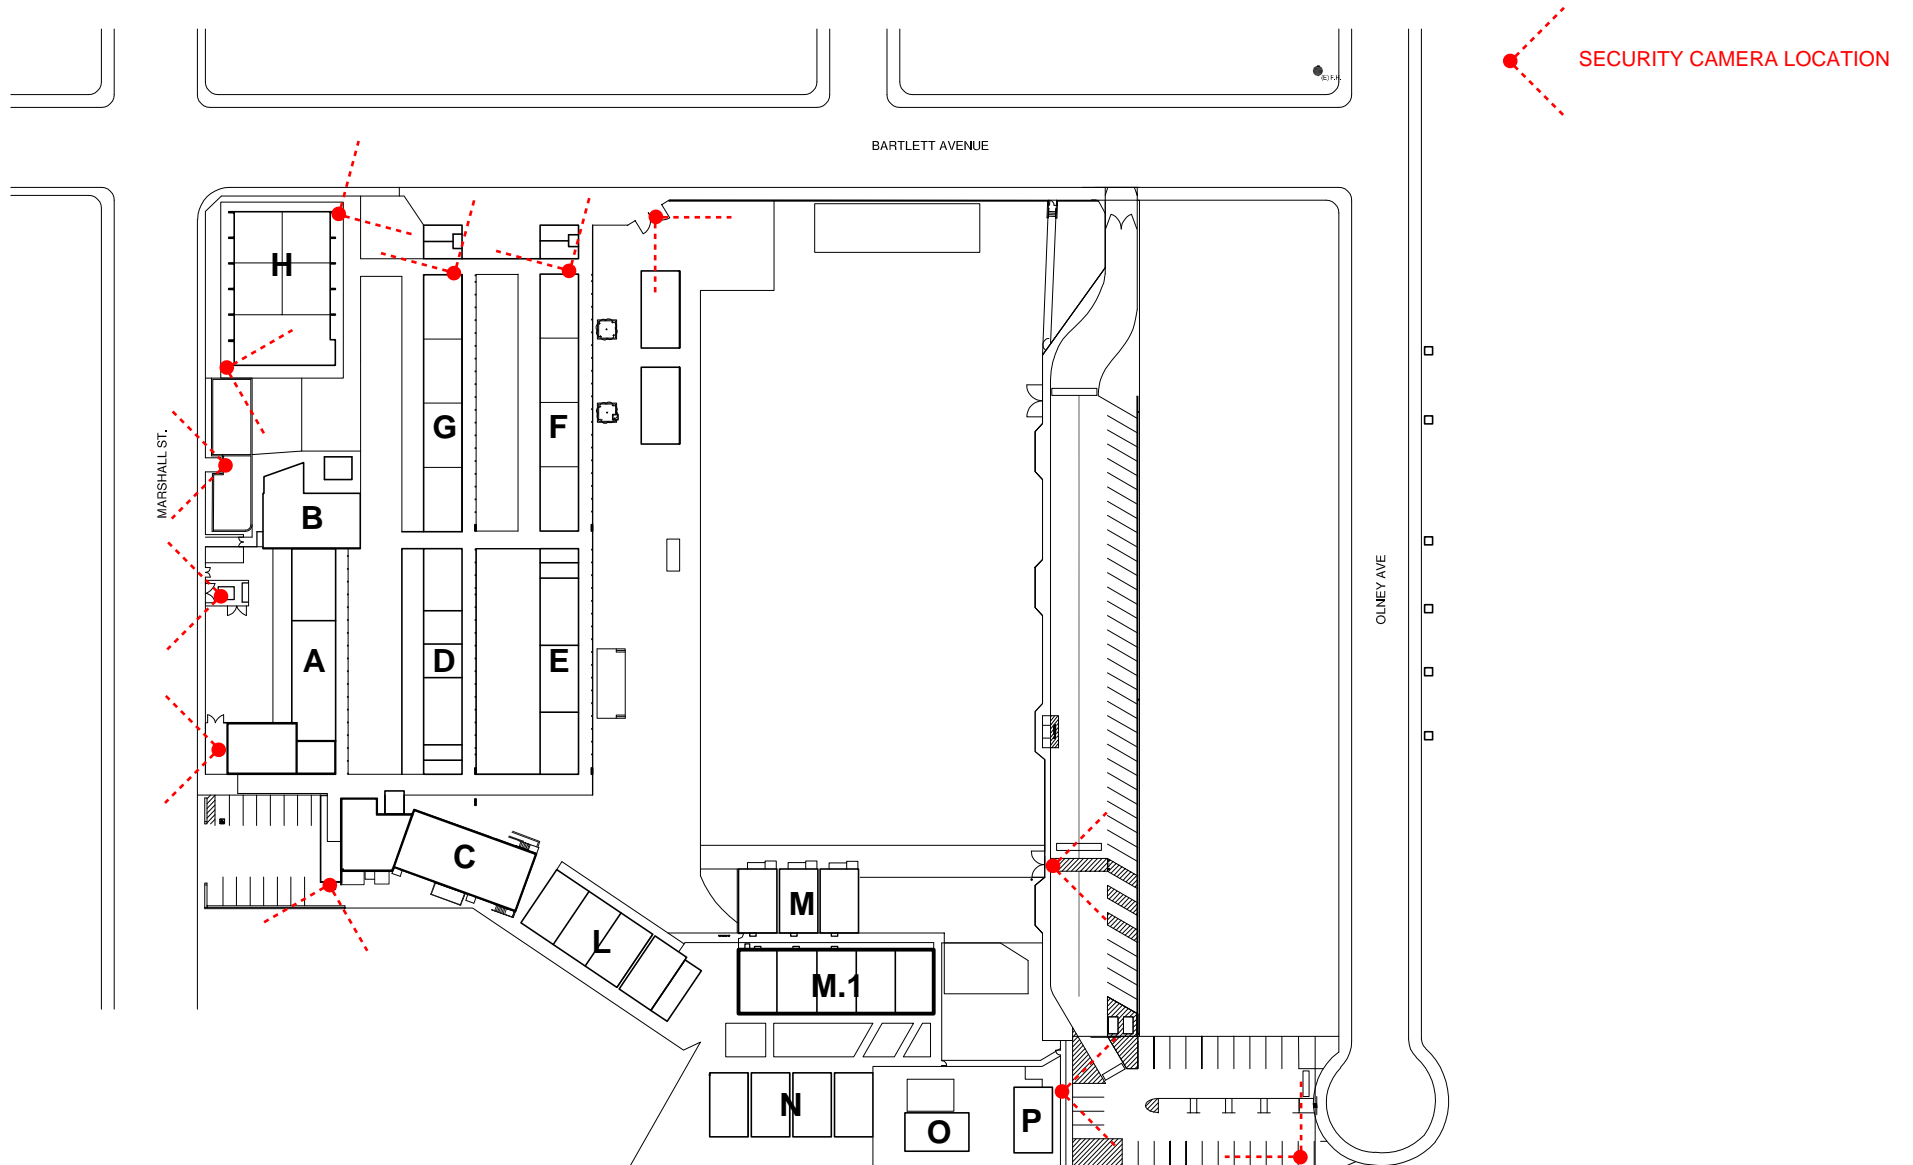 SECURITY CAMERA LOCATION
(E) F.H.
BARTLETT AVENUE
H
G
F
MARSHALL ST.
B
OLNEY AVE
A
D
E
C
M
L
M.1
N
O
P